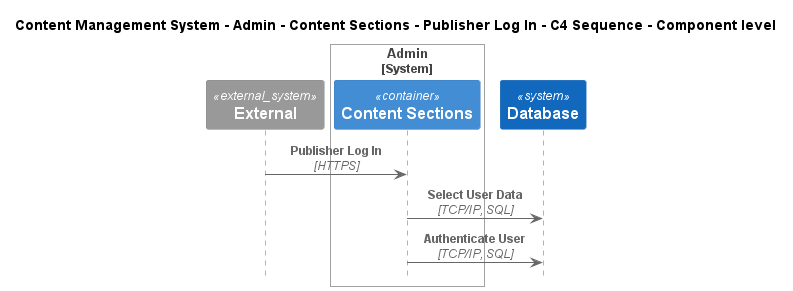 Content Management System - Admin - Content Sections - Publisher Log In - C4 Sequence - Component level
Admin
[System]
«external_system»
External
«container»
Content Sections
«system»
Database
Publisher Log In
[HTTPS]
Select User Data
[TCP/IP, SQL]
Authenticate User
[TCP/IP, SQL]